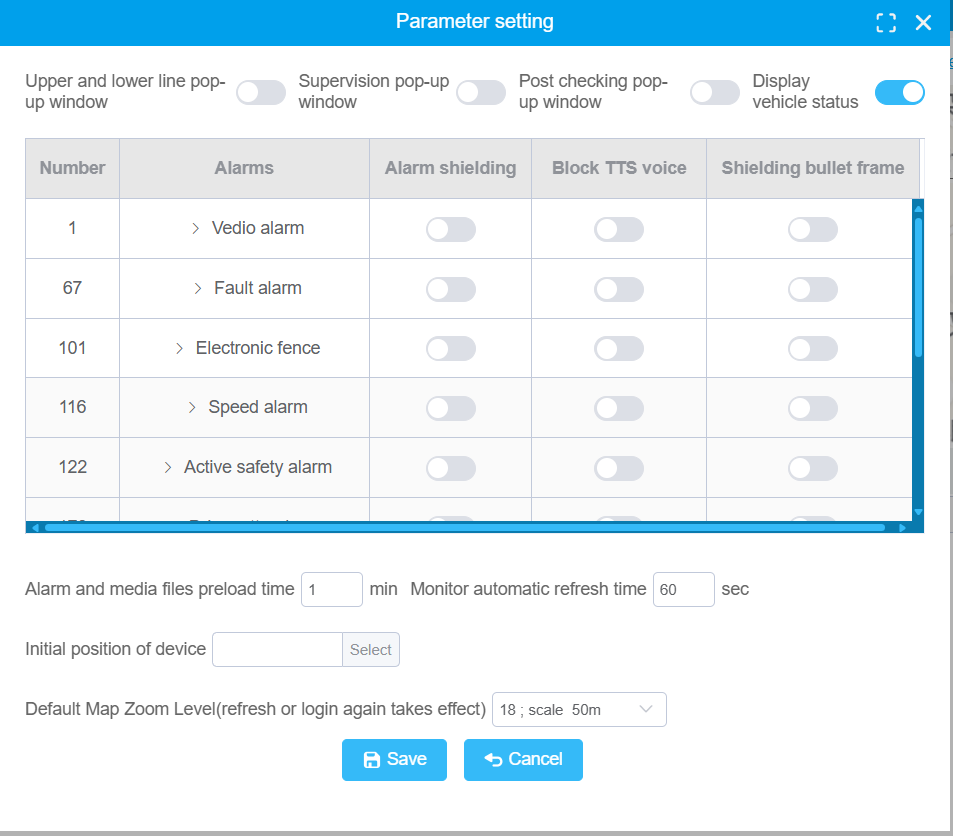 Parameter setting
Upper and lower line pop-
up window
Supervision pop-up
window
Post checking pop-
up window
Display
vehicle status
Number Alarms Alarm shielding Block TTS voice Shielding bullet frame
1 Vedio alarm
67 Fault alarm
101 Electronic fence
116 Speed alarm
122 Active safety alarm
Alarm and media files preload time 1 min Monitor automatic refresh time 60 sec
Initial position of device Select
Default Map Zoom Level(refresh or login again takes effect) 18 ; scale 50m
Save Cancel